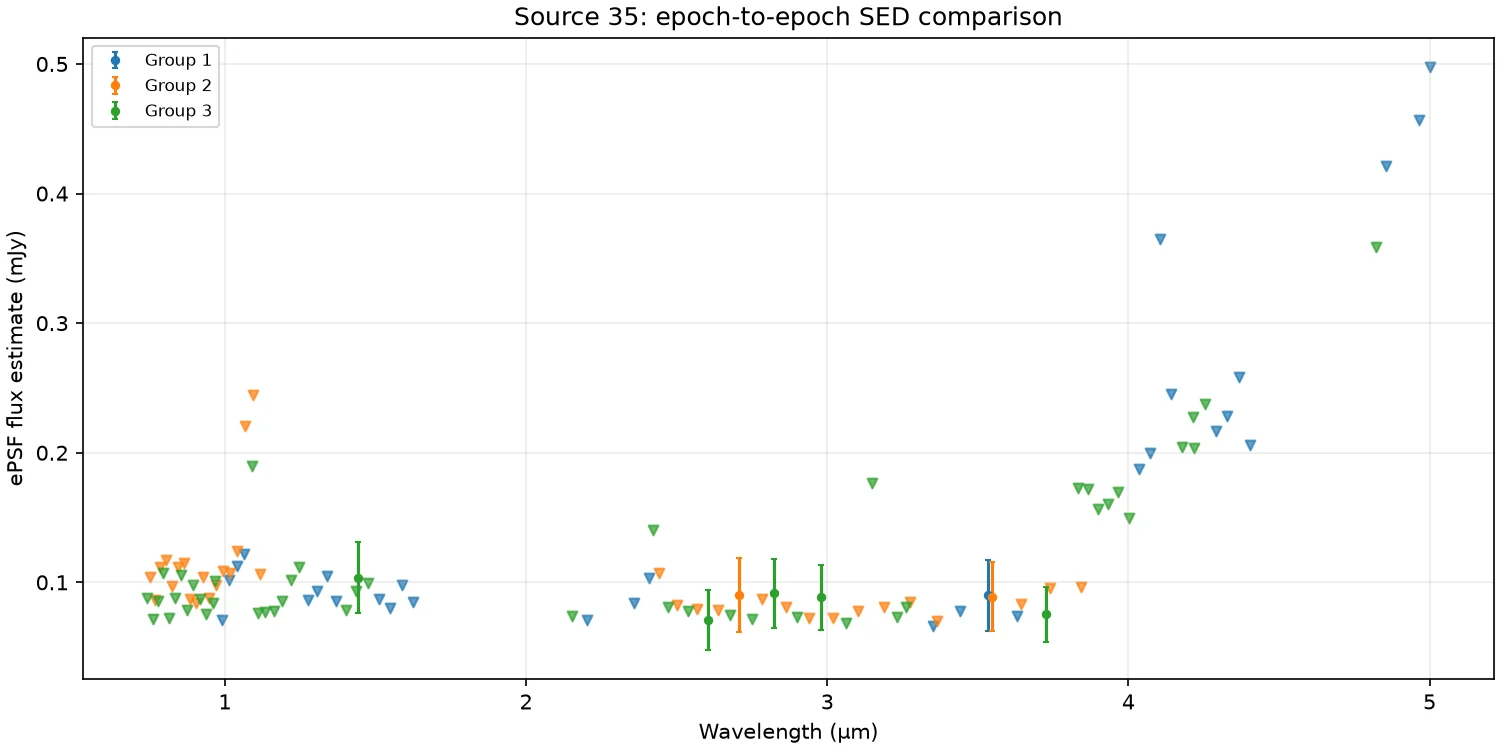 Source 35: epoch-to-epoch SED comparison
Group 1
Group 2
Group 3
ePSF flux estimate (mJy)
0.5
0.4
0.3
0.2
0.1
1 2 3 4 5
Wavelength (μm)